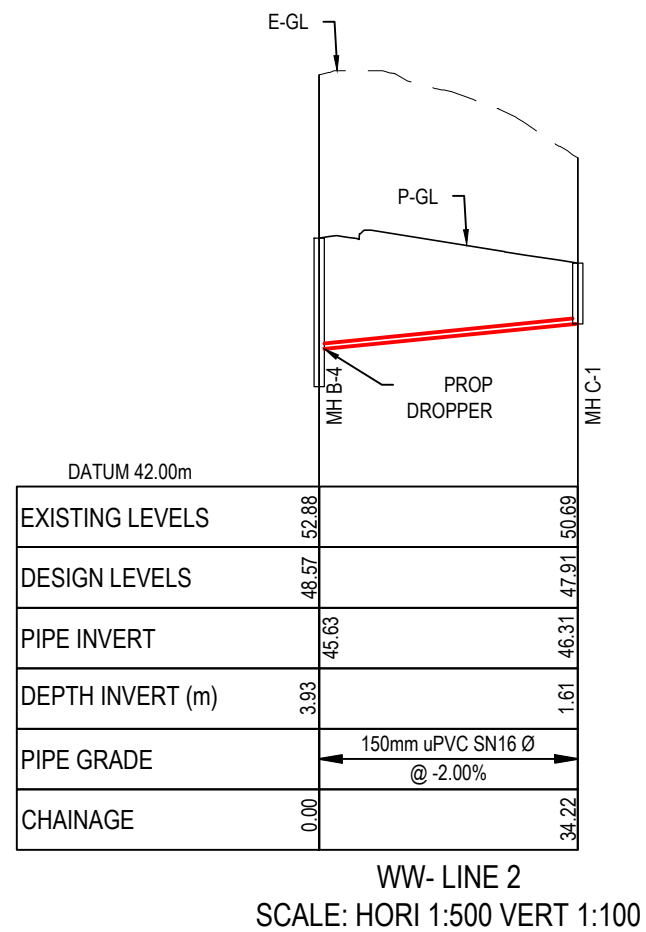 E-GL
P-GL
PROP
DROPPER
MH B-4
MH C-1
DATUM 42.00m
EXISTING LEVELS 52.88 50.69
DESIGN LEVELS 48.57 47.91
PIPE INVERT 45.63 46.31
DEPTH INVERT (m) 3.93 1.61
PIPE GRADE 150mm uPVC SN16 Ø
@ -2.00%
CHAINAGE 0.00 34.22
WW- LINE 2
SCALE: HORI 1:500 VERT 1:100